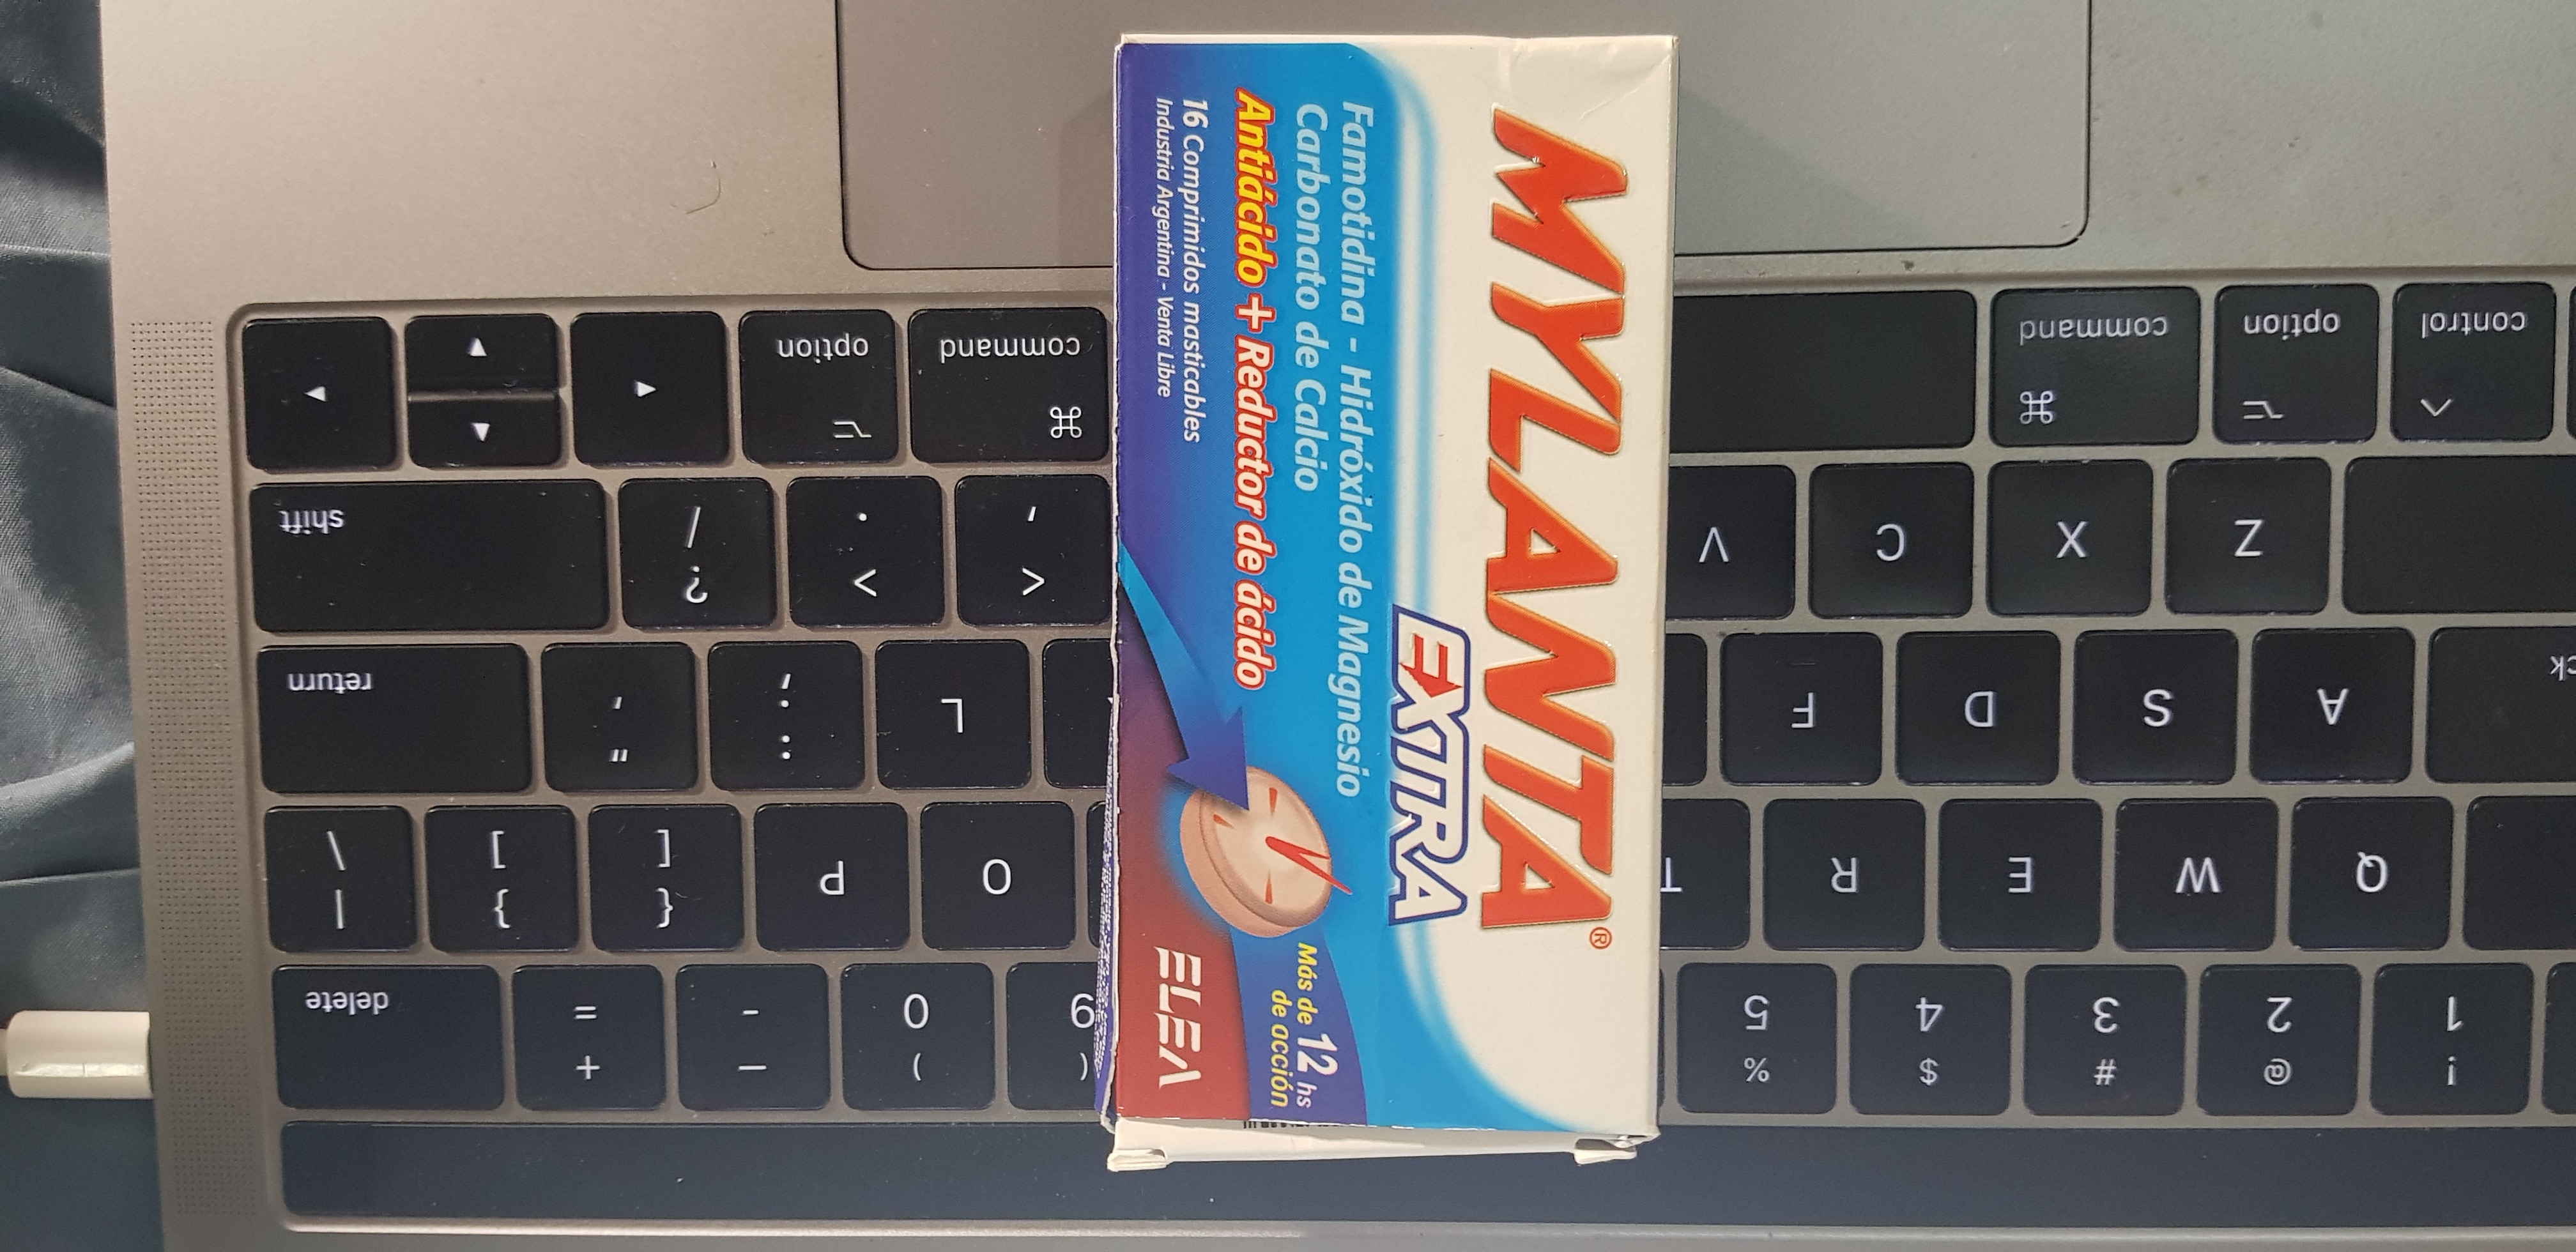 MYLANTA®
EXTRA
Famotidina - Hidróxido de Magnesio
Carbonato de Calcio
Antiácido + Reductor de ácido
16 Comprimidos masticables
Industria Argentina - Venta Libre
Más de 12 hs
de acción
ELEA
delete
+ =
_ -
) 0
( 9
% 5
$ 4
# 3
@ 2
! 1
| \
} ]
{ [
P
O
T
R
E
W
Q
return
" '
: ;
L
F
D
S
A
shift
? /
> .
< ,
V
C
X
Z
option
⌘ command
⌘ command
option
control